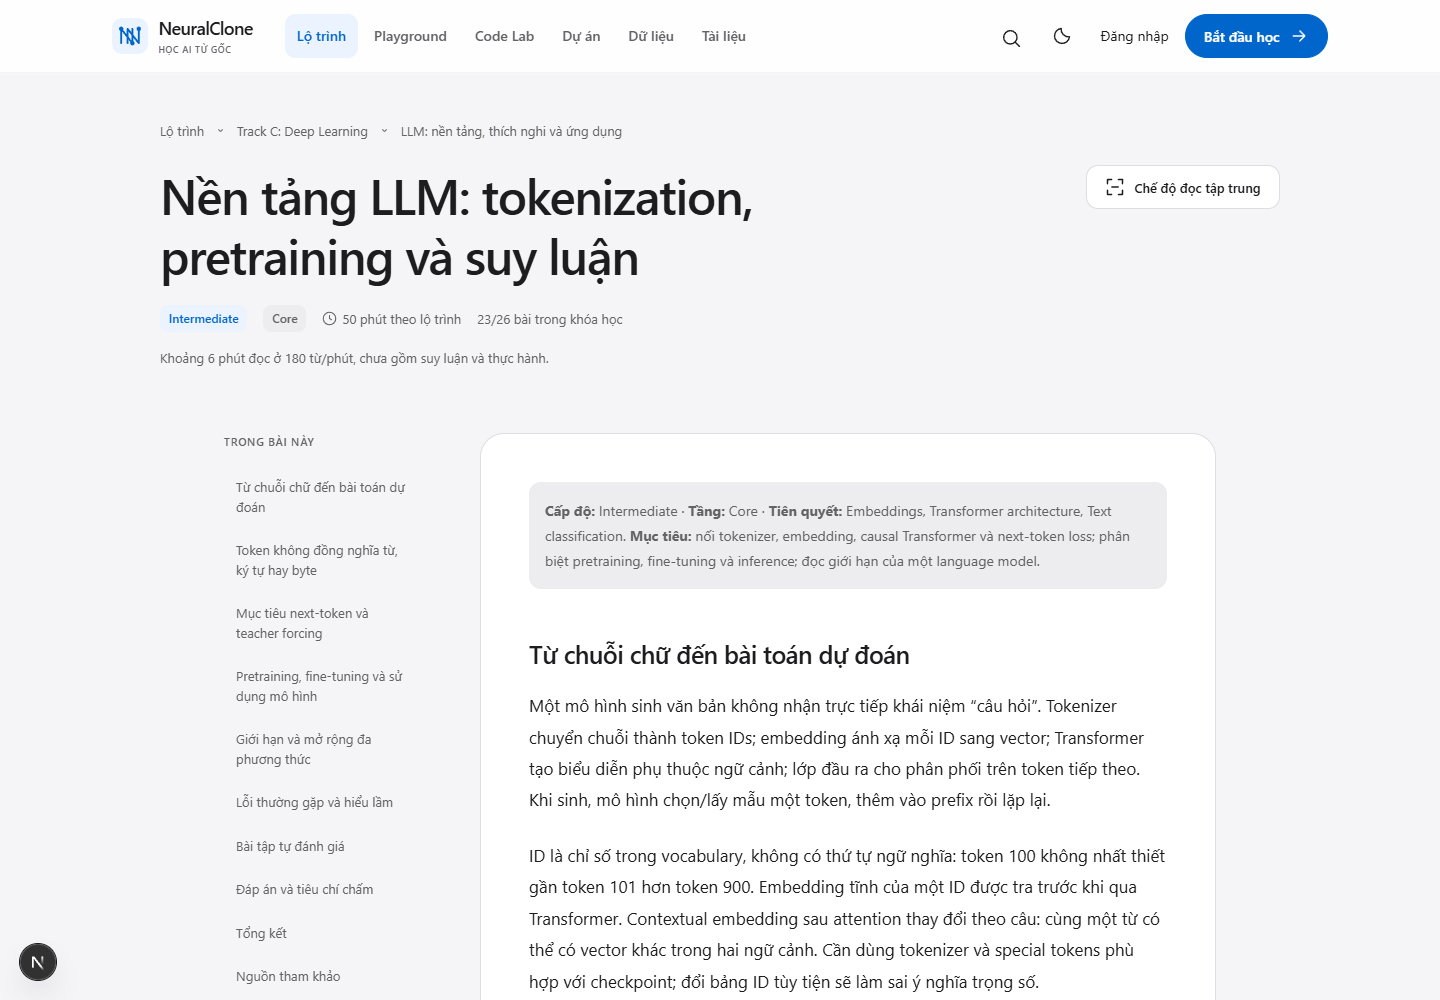 NeuralClone
HỌC AI TỪ GỐC
Lộ trình
Playground
Code Lab
Dự án
Dữ liệu
Tài liệu
Đăng nhập
Bắt đầu học
Lộ trình
Track C: Deep Learning
LLM: nền tảng, thích nghi và ứng dụng
Nền tảng LLM: tokenization,
pretraining và suy luận
Chế độ đọc tập trung
Intermediate
Core
50 phút theo lộ trình
23/26 bài trong khóa học
Khoảng 6 phút đọc ở 180 từ/phút, chưa gồm suy luận và thực hành.
TRONG BÀI NÀY
Từ chuỗi chữ đến bài toán dự
đoán
Token không đồng nghĩa từ,
ký tự hay byte
Mục tiêu next-token và
teacher forcing
Pretraining, fine-tuning và sử
dụng mô hình
Giới hạn và mở rộng đa
phương thức
Lỗi thường gặp và hiểu lầm
Bài tập tự đánh giá
Đáp án và tiêu chí chấm
Tổng kết
Nguồn tham khảo
Cấp độ: Intermediate · Tầng: Core · Tiên quyết: Embeddings, Transformer architecture, Text
classification. Mục tiêu: nối tokenizer, embedding, causal Transformer và next-token loss; phân
biệt pretraining, fine-tuning và inference; đọc giới hạn của một language model.
Từ chuỗi chữ đến bài toán dự đoán
Một mô hình sinh văn bản không nhận trực tiếp khái niệm “câu hỏi”. Tokenizer
chuyển chuỗi thành token IDs; embedding ánh xạ mỗi ID sang vector; Transformer
tạo biểu diễn phụ thuộc ngữ cảnh; lớp đầu ra cho phân phối trên token tiếp theo.
Khi sinh, mô hình chọn/lấy mẫu một token, thêm vào prefix rồi lặp lại.
ID là chỉ số trong vocabulary, không có thứ tự ngữ nghĩa: token 100 không nhất thiết
gần token 101 hơn token 900. Embedding tĩnh của một ID được tra trước khi qua
Transformer. Contextual embedding sau attention thay đổi theo câu: cùng một từ có
thể có vector khác trong hai ngữ cảnh. Cần dùng tokenizer và special tokens phù
hợp với checkpoint; đổi bảng ID tùy tiện sẽ làm sai ý nghĩa trọng số.